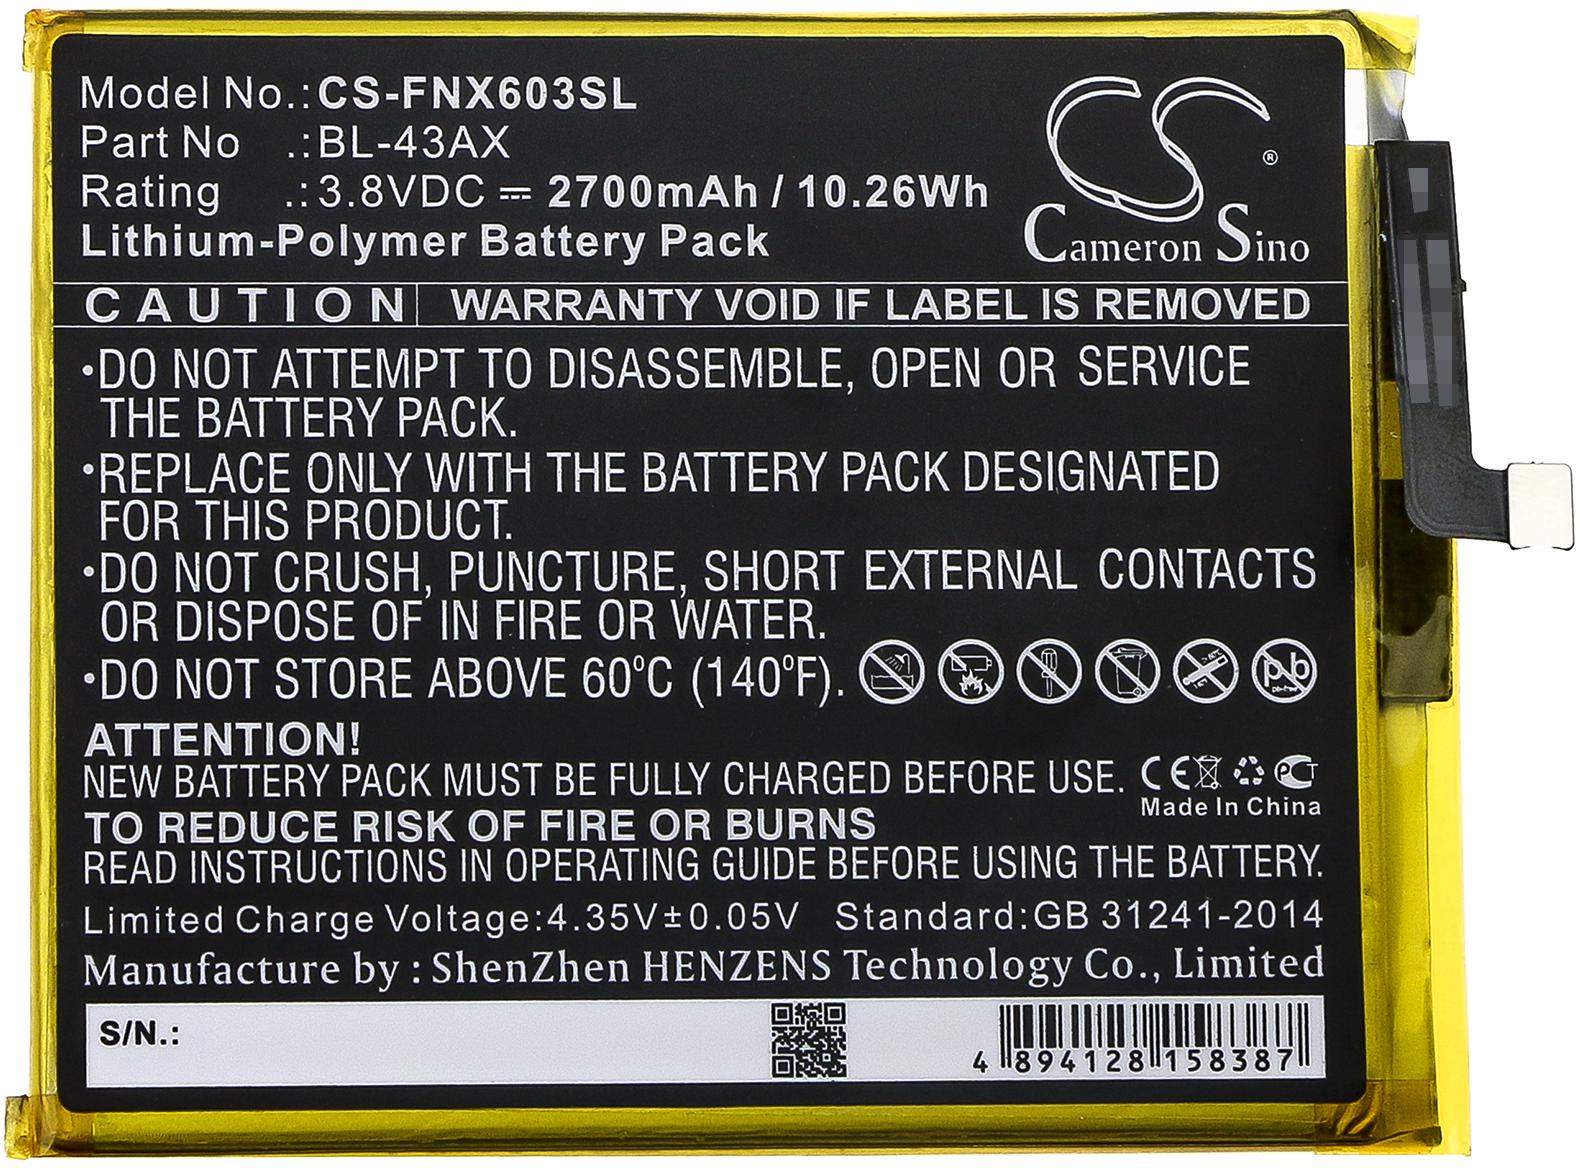 Model No.:CS-FNX603SL
Part No .:BL-43AX
Rating .:3.8VDC ⎓ 2700mAh / 10.26Wh
Lithium-Polymer Battery Pack
CS
®
Cameron Sino
CAUTION WARRANTY VOID IF LABEL IS REMOVED
•DO NOT ATTEMPT TO DISASSEMBLE, OPEN OR SERVICE
THE BATTERY PACK.
•REPLACE ONLY WITH THE BATTERY PACK DESIGNATED
FOR THIS PRODUCT.
•DO NOT CRUSH, PUNCTURE, SHORT EXTERNAL CONTACTS
OR DISPOSE OF IN FIRE OR WATER.
•DO NOT STORE ABOVE 60°C (140°F).
pb
ATTENTION!
NEW BATTERY PACK MUST BE FULLY CHARGED BEFORE USE.
CE
Made In China
TO REDUCE RISK OF FIRE OR BURNS
READ INSTRUCTIONS IN OPERATING GUIDE BEFORE USING THE BATTERY.
Limited Charge Voltage:4.35V±0.05V Standard:GB 31241-2014
Manufacture by : ShenZhen HENZENS Technology Co., Limited
S/N.:
4 894128 158387